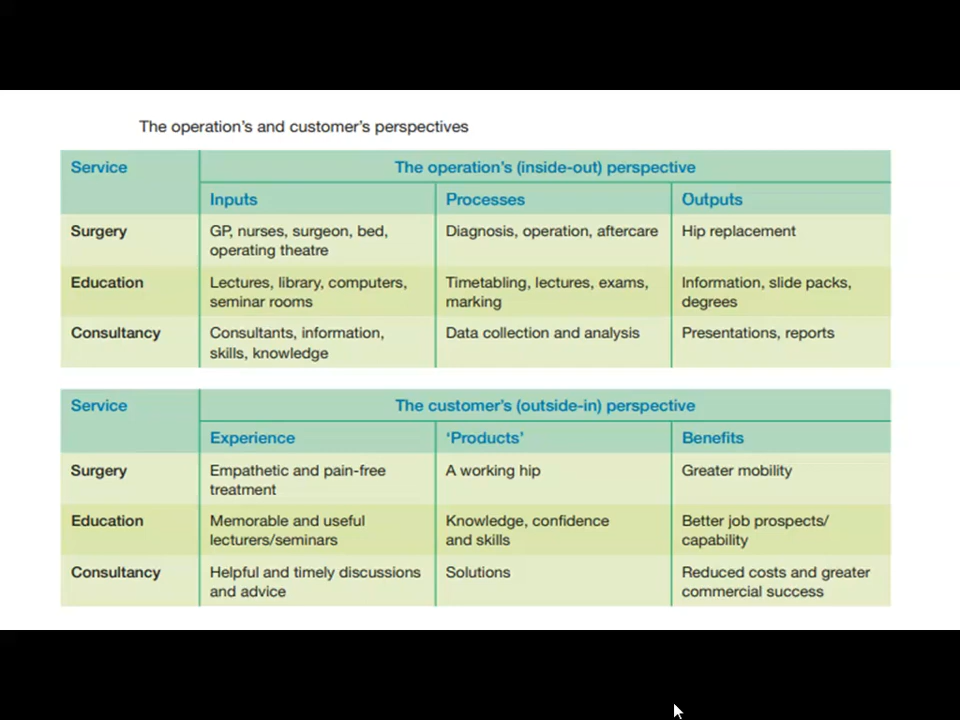 The operation's and customer's perspectives
Service
The operation's (inside-out) perspective
Inputs
Processes
Outputs
Surgery
GP, nurses, surgeon, bed,
operating theatre
Diagnosis, operation, aftercare
Hip replacement
Education
Lectures, library, computers,
seminar rooms
Timetabling, lectures, exams,
marking
Information, slide packs,
degrees
Consultancy
Consultants, information,
skills, knowledge
Data collection and analysis
Presentations, reports
Service
The customer's (outside-in) perspective
Experience
'Products'
Benefits
Surgery
Empathetic and pain-free
treatment
A working hip
Greater mobility
Education
Memorable and useful
lecturers/seminars
Knowledge, confidence
and skills
Better job prospects/
capability
Consultancy
Helpful and timely discussions
and advice
Solutions
Reduced costs and greater
commercial success